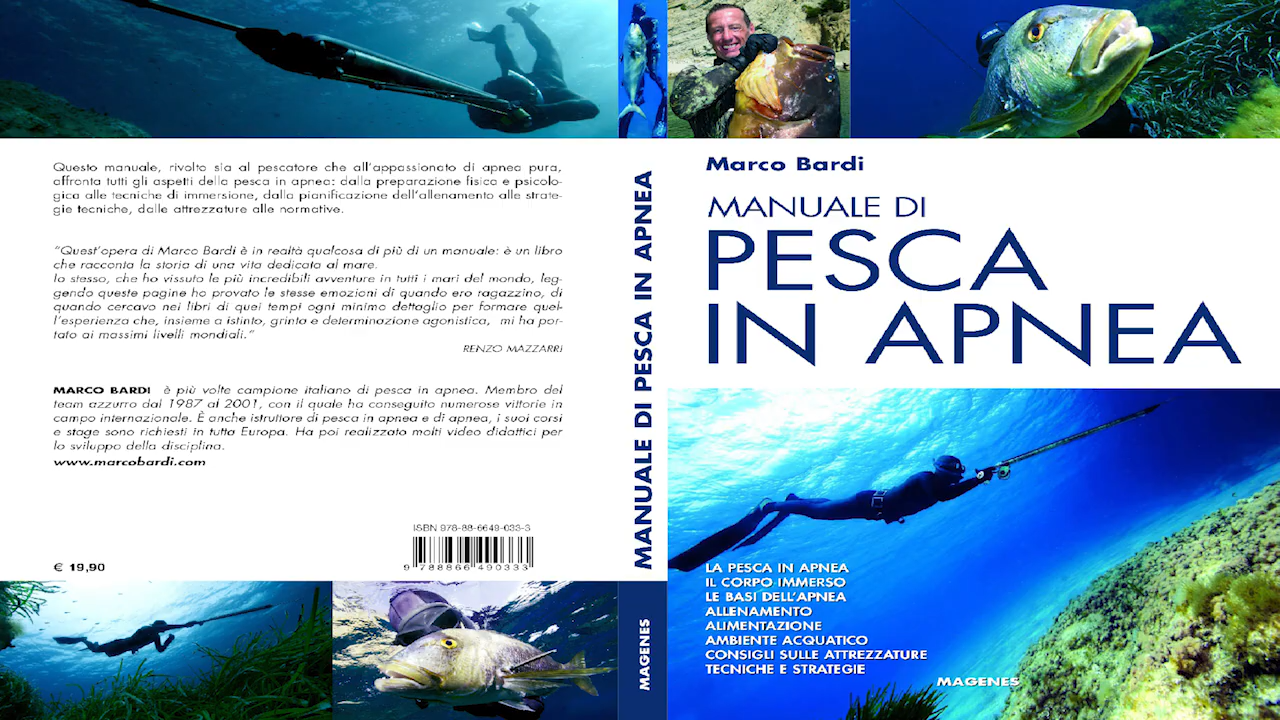 Questo manuale, rivolto sia al pescatore che all'appassionato di apnea pura,
affronta tutti gli aspetti della pesca in apnea: dalla preparazione fisica e psicolo-
gica alle tecniche di immersione, dalla pianificazione dell'allenamento alle strate-
gie tecniche, dalle attrezzature alle normative.
"Quest'opera di Marco Bardi è in realtà qualcosa di più di un manuale: è un libro
che racconta la storia di una vita dedicata al mare.
Io stesso, che ho vissuto le più incredibili avventure in tutti i mari del mondo, leg-
gendo queste pagine ho provato le stesse emozioni di quando ero ragazzino, di
quando cercavo nei libri di quei tempi ogni minimo dettaglio per formare quel-
l'esperienza che, insieme a istinto, grinta e determinazione agonistica, mi ha por-
tato ai massimi livelli mondiali."
RENZO MAZZARRI
MARCO BARDI è più volte campione italiano di pesca in apnea. Membro del
team azzurro dal 1987 al 2001, con il quale ha conseguito numerose vittorie in
campo internazionale. È anche istruttore di pesca in apnea e di apnea, i suoi corsi
e stage sono richiesti in tutta Europa. Ha poi realizzato molti video didattici per
lo sviluppo della disciplina.
www.marcobardi.com
ISBN 978-88-6649-033-3
9 788866 490333
€ 19,90
MANUALE DI PESCA IN APNEA
MAGENES
Marco Bardi
MANUALE DI
PESCA
IN APNEA
LA PESCA IN APNEA
IL CORPO IMMERSO
LE BASI DELL'APNEA
ALLENAMENTO
ALIMENTAZIONE
AMBIENTE ACQUATICO
CONSIGLI SULLE ATTREZZATURE
TECNICHE E STRATEGIE
MAGENES